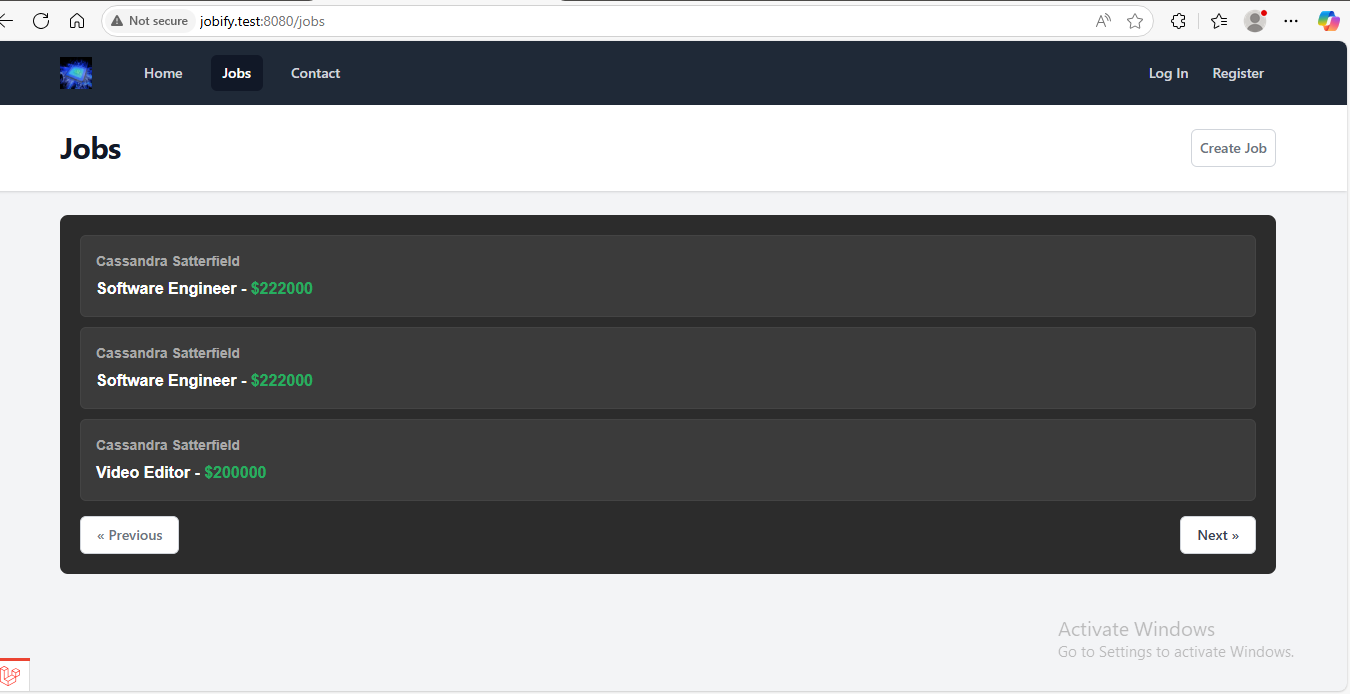 Not secure jobify.test:8080/jobs
Home Jobs Contact Log In Register
Jobs
Create Job
Cassandra Satterfield
Software Engineer - $222000
Cassandra Satterfield
Software Engineer - $222000
Cassandra Satterfield
Video Editor - $200000
« Previous Next »
Activate Windows
Go to Settings to activate Windows.